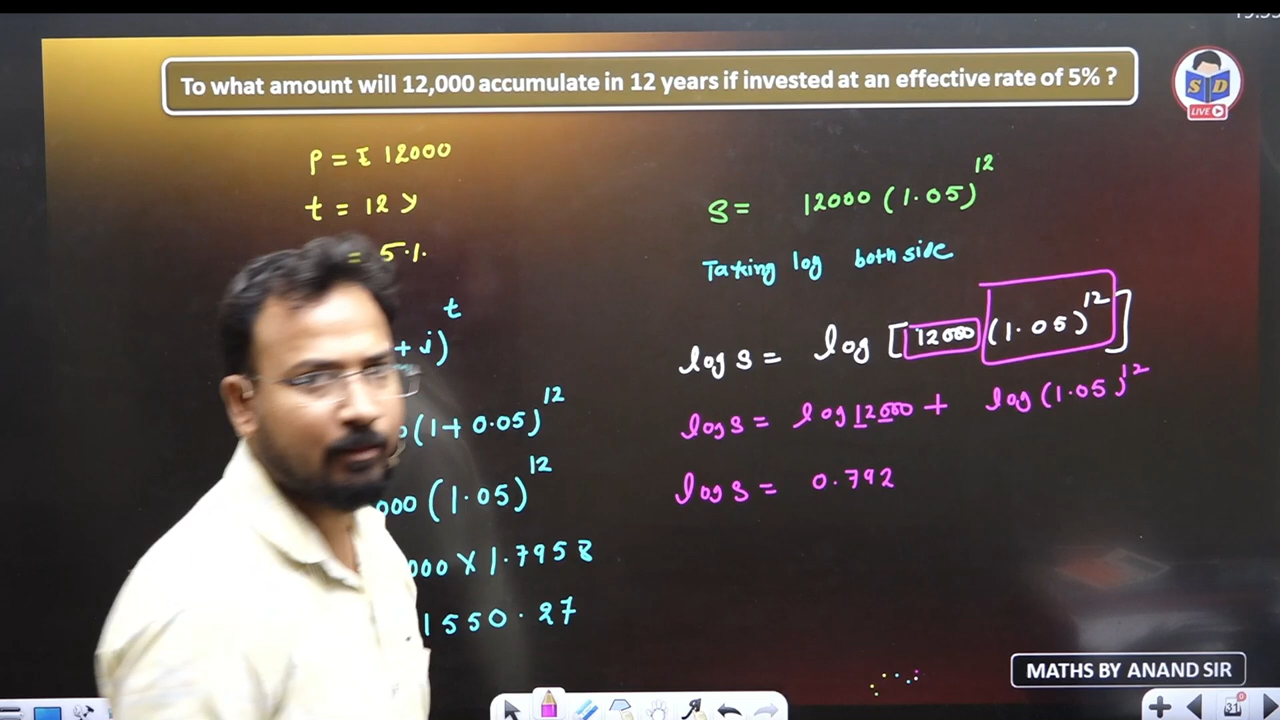 To what amount will 12,000 accumulate in 12 years if invested at an effective rate of 5% ?
S D
LIVE
P = ₹ 12000
t = 12 y
= 5%
+ i)^t
(1 + 0.05)^12
000 (1.05)^12
000 X 1.7958
1550.27
S = 12000 (1.05)^12
Taking log both side
log s = log [12000 (1.05)^12]
log s = log 12000 + log (1.05)^12
log s = 0.792
MATHS BY ANAND SIR
31